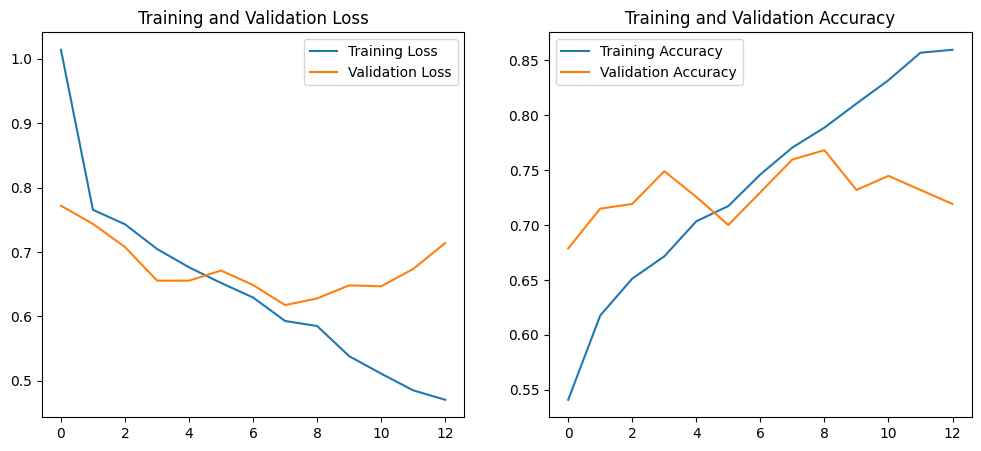 Training and Validation Loss
Training Loss
Validation Loss
1.0
0.9
0.8
0.7
0.6
0.5
0 2 4 6 8 10 12
Training and Validation Accuracy
Training Accuracy
Validation Accuracy
0.85
0.80
0.75
0.70
0.65
0.60
0.55
0 2 4 6 8 10 12